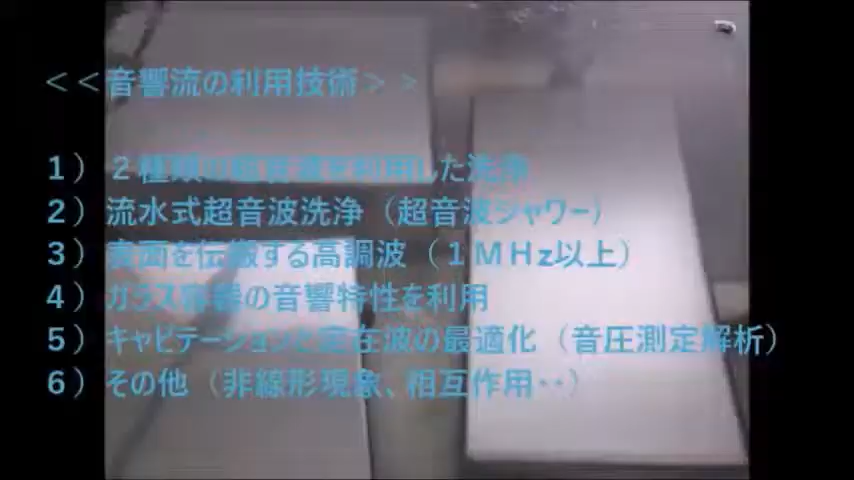 <<音響流の利用技術>>
1)２種類の超音波を利用した洗浄
2)流水式超音波洗浄（超音波シャワー）
3)表面を伝搬する高調波（１ＭＨz以上）
4)ガラス容器の音響特性を利用
5)キャビテーションと定在波の最適化（音圧測定解析）
6)その他（非線形現象、相互作用‥）